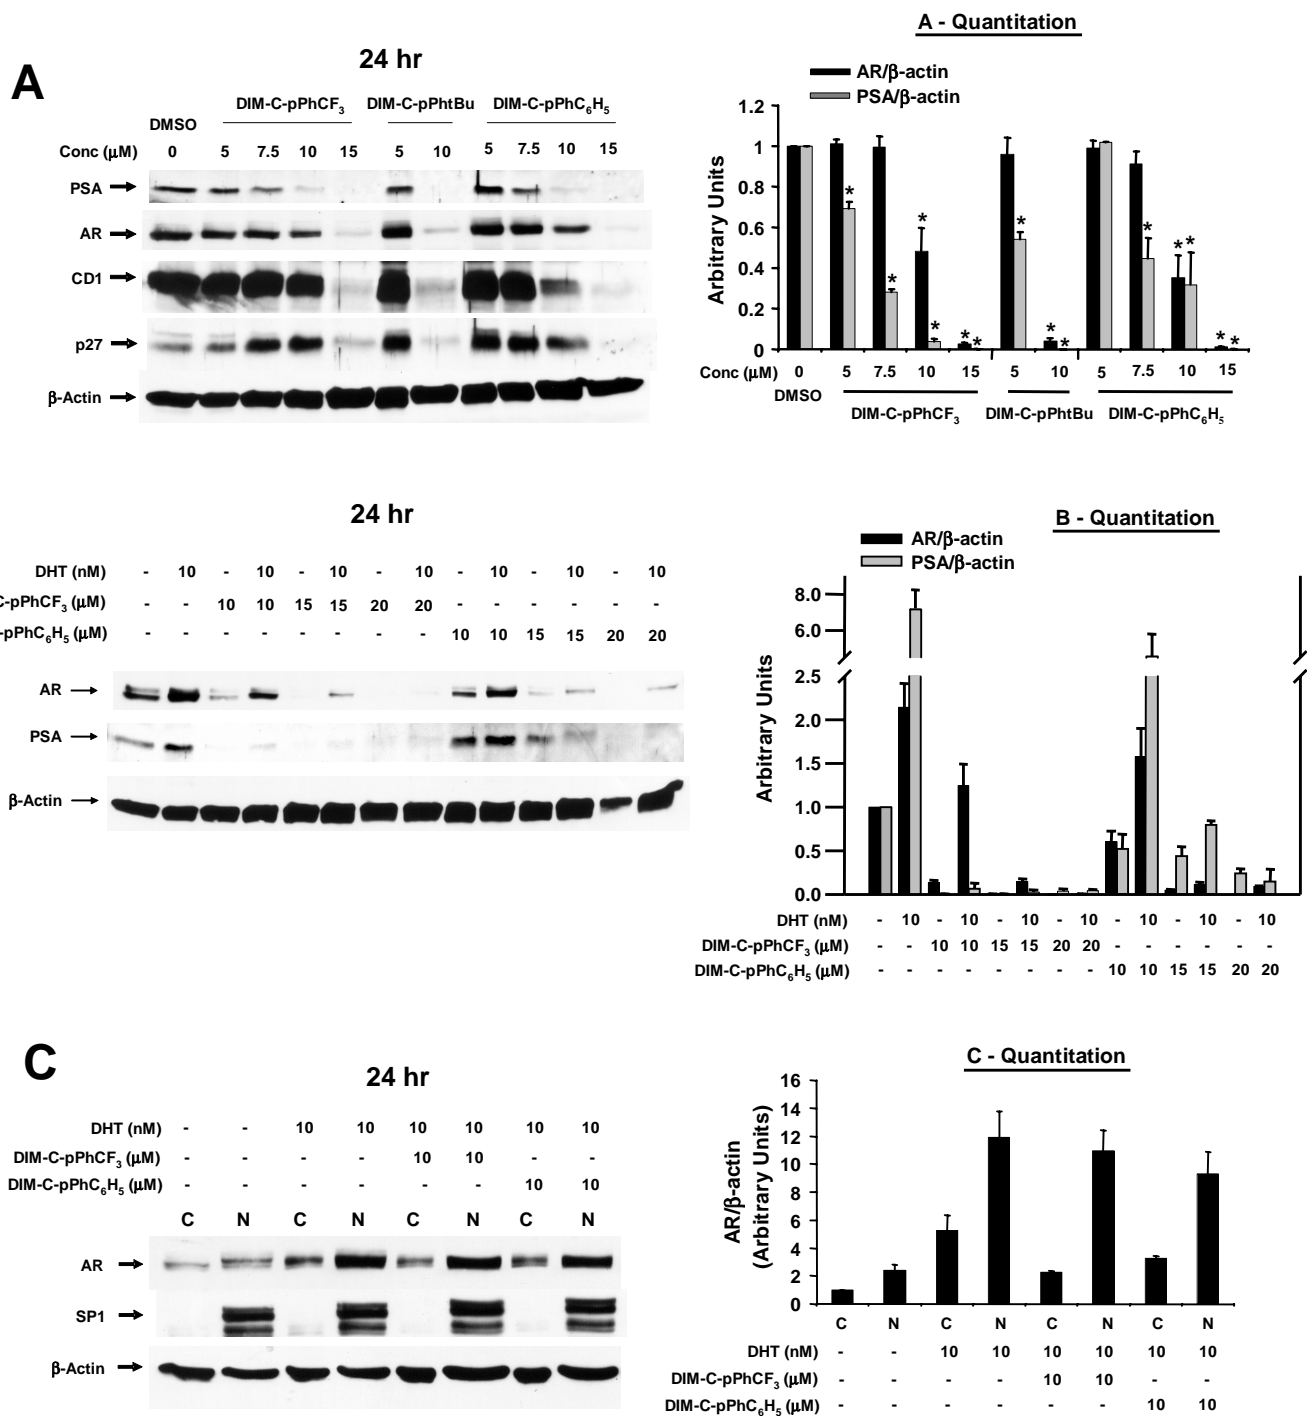 A
24 hr
DMSO DIM-C-pPhCF₃ DIM-C-pPhtBu DIM-C-pPhC₆H₅
Conc (μM) 0 5 7.5 10 15 5 10 5 7.5 10 15
PSA
AR
CD1
p27
β-Actin
A - Quantitation
AR/β-actin
PSA/β-actin
Arbitrary Units
1.2
1
0.8
0.6
0.4
0.2
0
* * * * * * * * * * * * * *
Conc (μM) 0 5 7.5 10 15 5 10 5 7.5 10 15
DMSO DIM-C-pPhCF₃ DIM-C-pPhtBu DIM-C-pPhC₆H₅
24 hr
DHT (nM) - 10 - 10 - 10 - 10 - 10 - 10 - 10
C-pPhCF₃ (μM) - - 10 10 15 15 20 20 - - - - - -
-pPhC₆H₅ (μM) - - - - - - - - 10 10 15 15 20 20
AR
PSA
β-Actin
B - Quantitation
AR/β-actin
PSA/β-actin
Arbitrary Units
8.0
6.0
2.5
2.0
1.5
1.0
0.5
0.0
DHT (nM) - 10 - 10 - 10 - 10 - 10 - 10 - 10
DIM-C-pPhCF₃ (μM) - - 10 10 15 15 20 20 - - - - - -
DIM-C-pPhC₆H₅ (μM) - - - - - - - - 10 10 15 15 20 20
C
24 hr
DHT (nM) - - 10 10 10 10 10 10
DIM-C-pPhCF₃ (μM) - - - - 10 10 - -
DIM-C-pPhC₆H₅ (μM) - - - - - - 10 10
C N C N C N C N
AR
SP1
β-Actin
C - Quantitation
AR/β-actin
(Arbitrary Units)
16
14
12
10
8
6
4
2
0
C N C N C N C N
DHT (nM) - - 10 10 10 10 10 10
DIM-C-pPhCF₃ (μM) - - - - 10 10 - -
DIM-C-pPhC₆H₅ (μM) - - - - - - 10 10